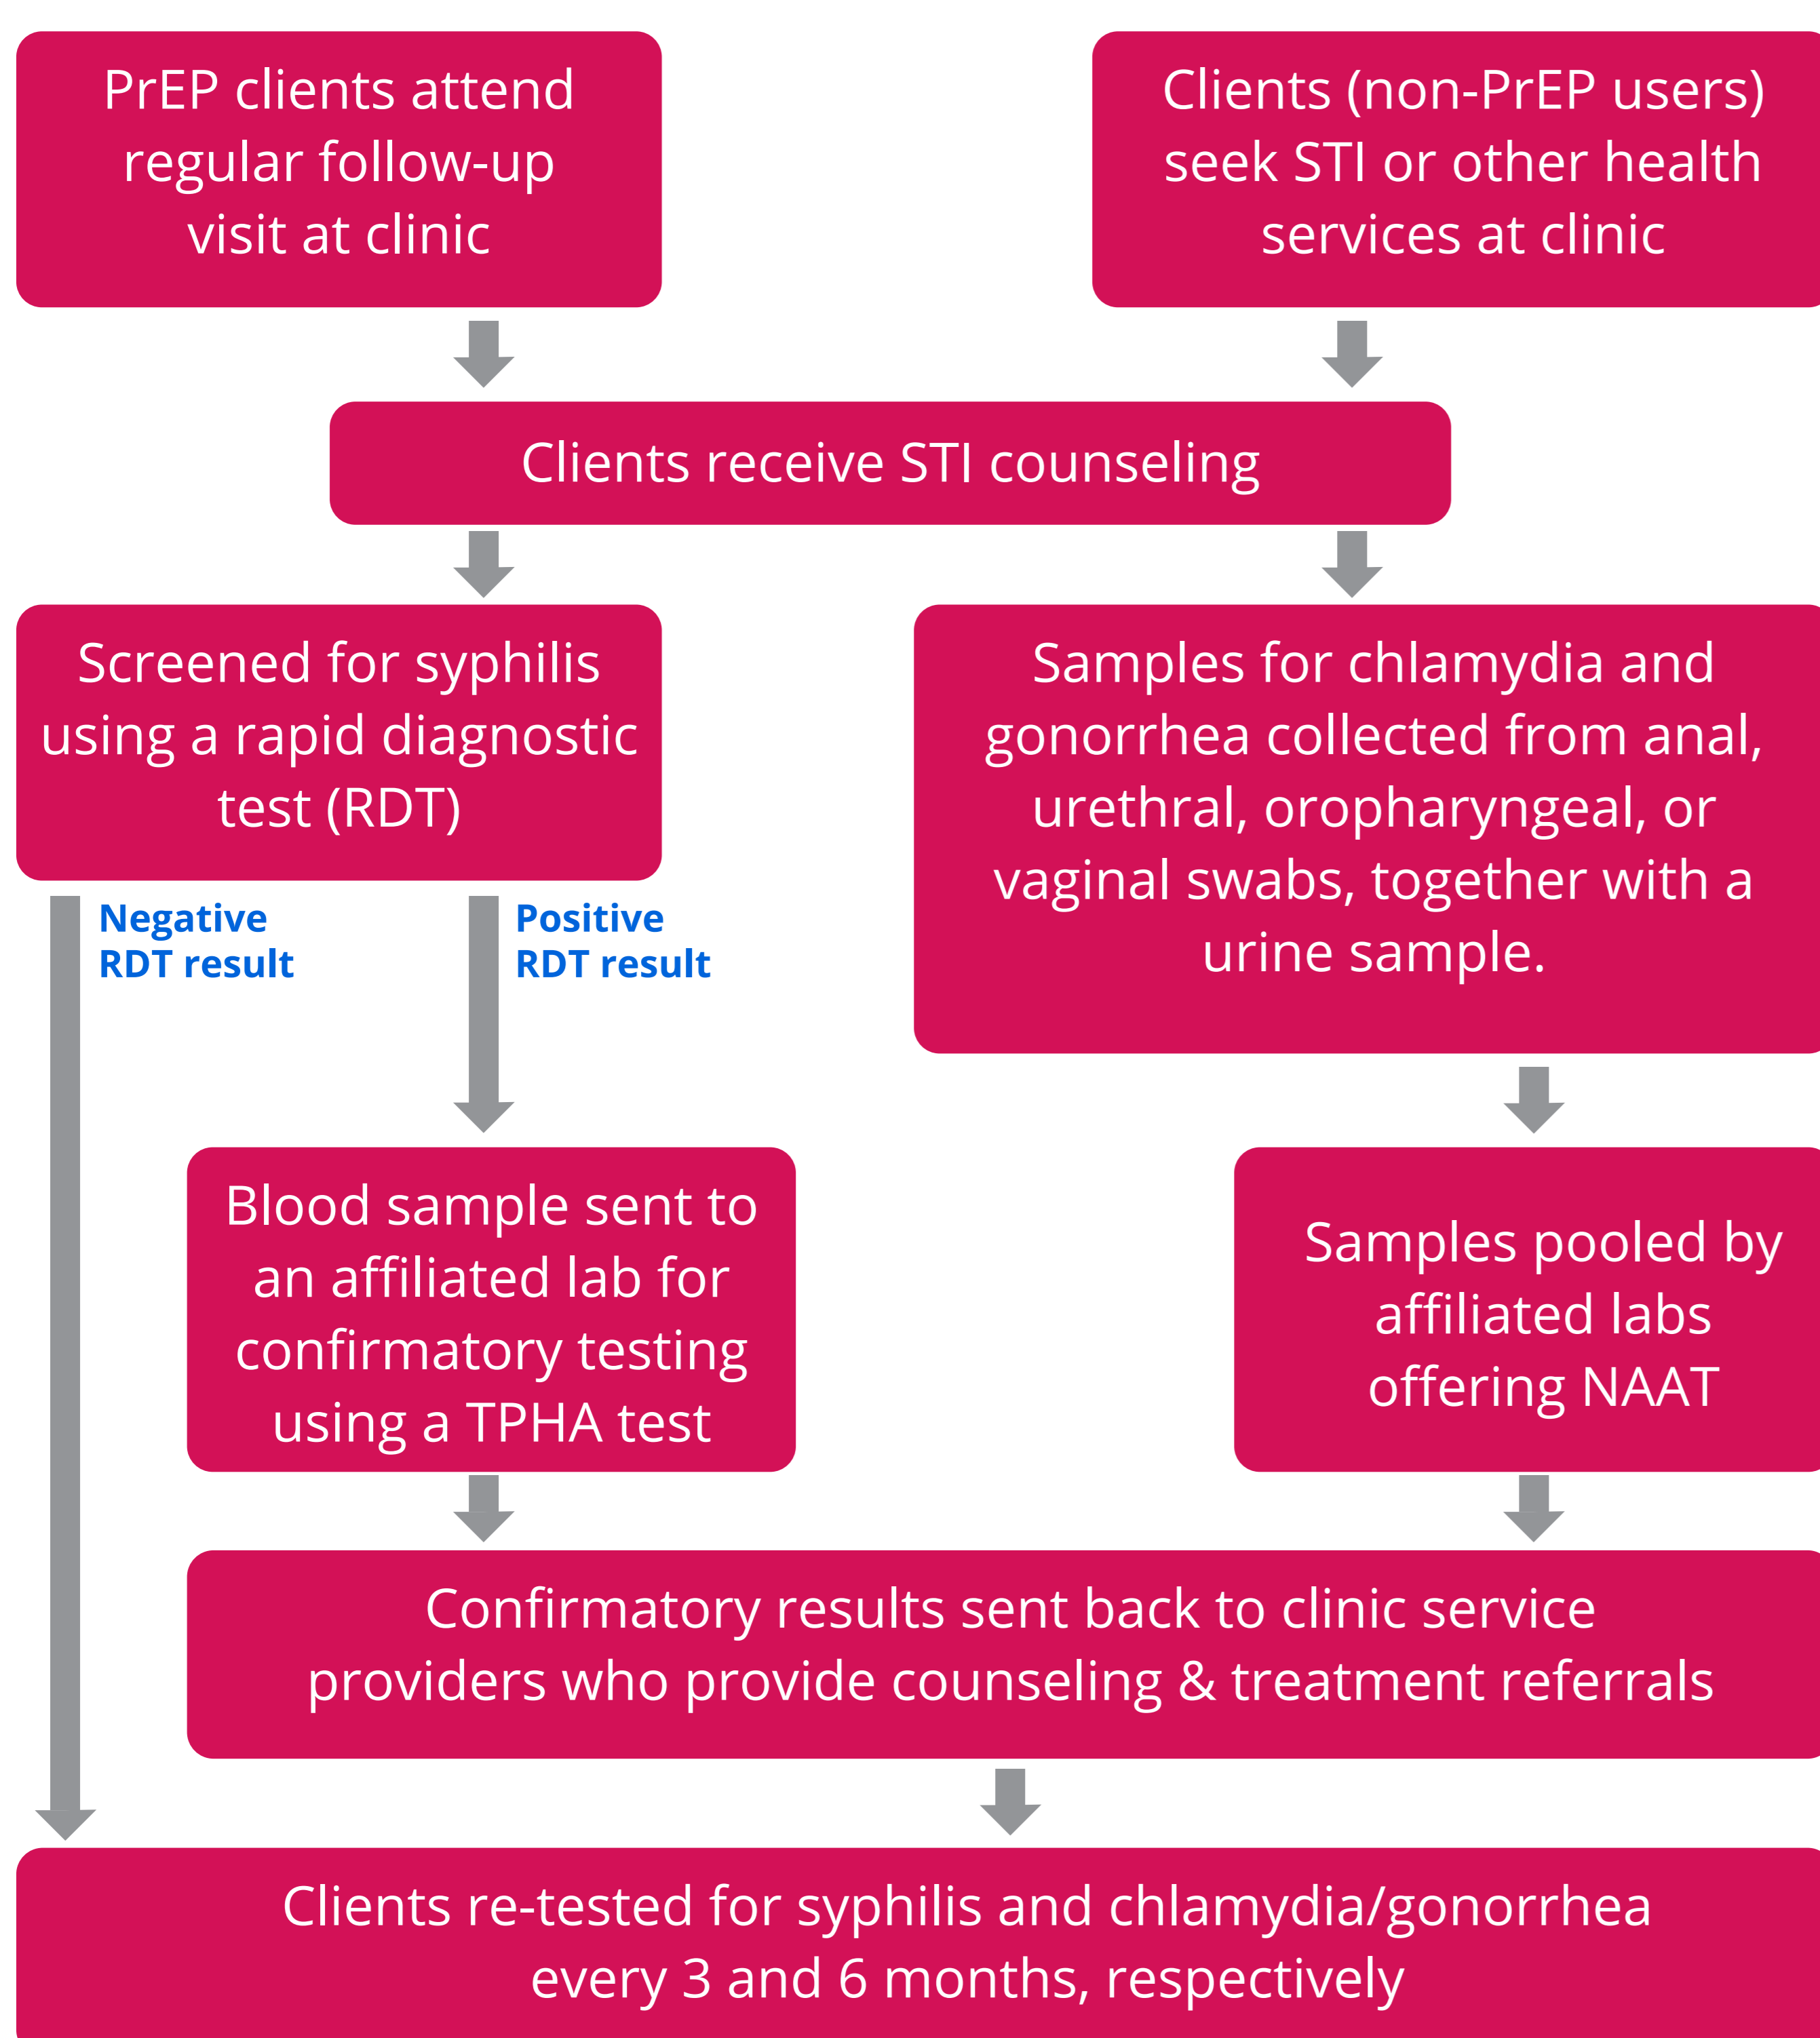 PrEP clients attend
regular follow-up
visit at clinic
Clients (non-PrEP users)
seek STI or other health
services at clinic
Clients receive STI counseling
Screened for syphilis
using a rapid diagnostic
test (RDT)
Samples for chlamydia and
gonorrhea collected from anal,
urethral, oropharyngeal, or
vaginal swabs, together with a
urine sample.
Negative
RDT result
Positive
RDT result
Blood sample sent to
an affiliated lab for
confirmatory testing
using a TPHA test
Samples pooled by
affiliated labs
offering NAAT
Confirmatory results sent back to clinic service
providers who provide counseling & treatment referrals
Clients re-tested for syphilis and chlamydia/gonorrhea
every 3 and 6 months, respectively